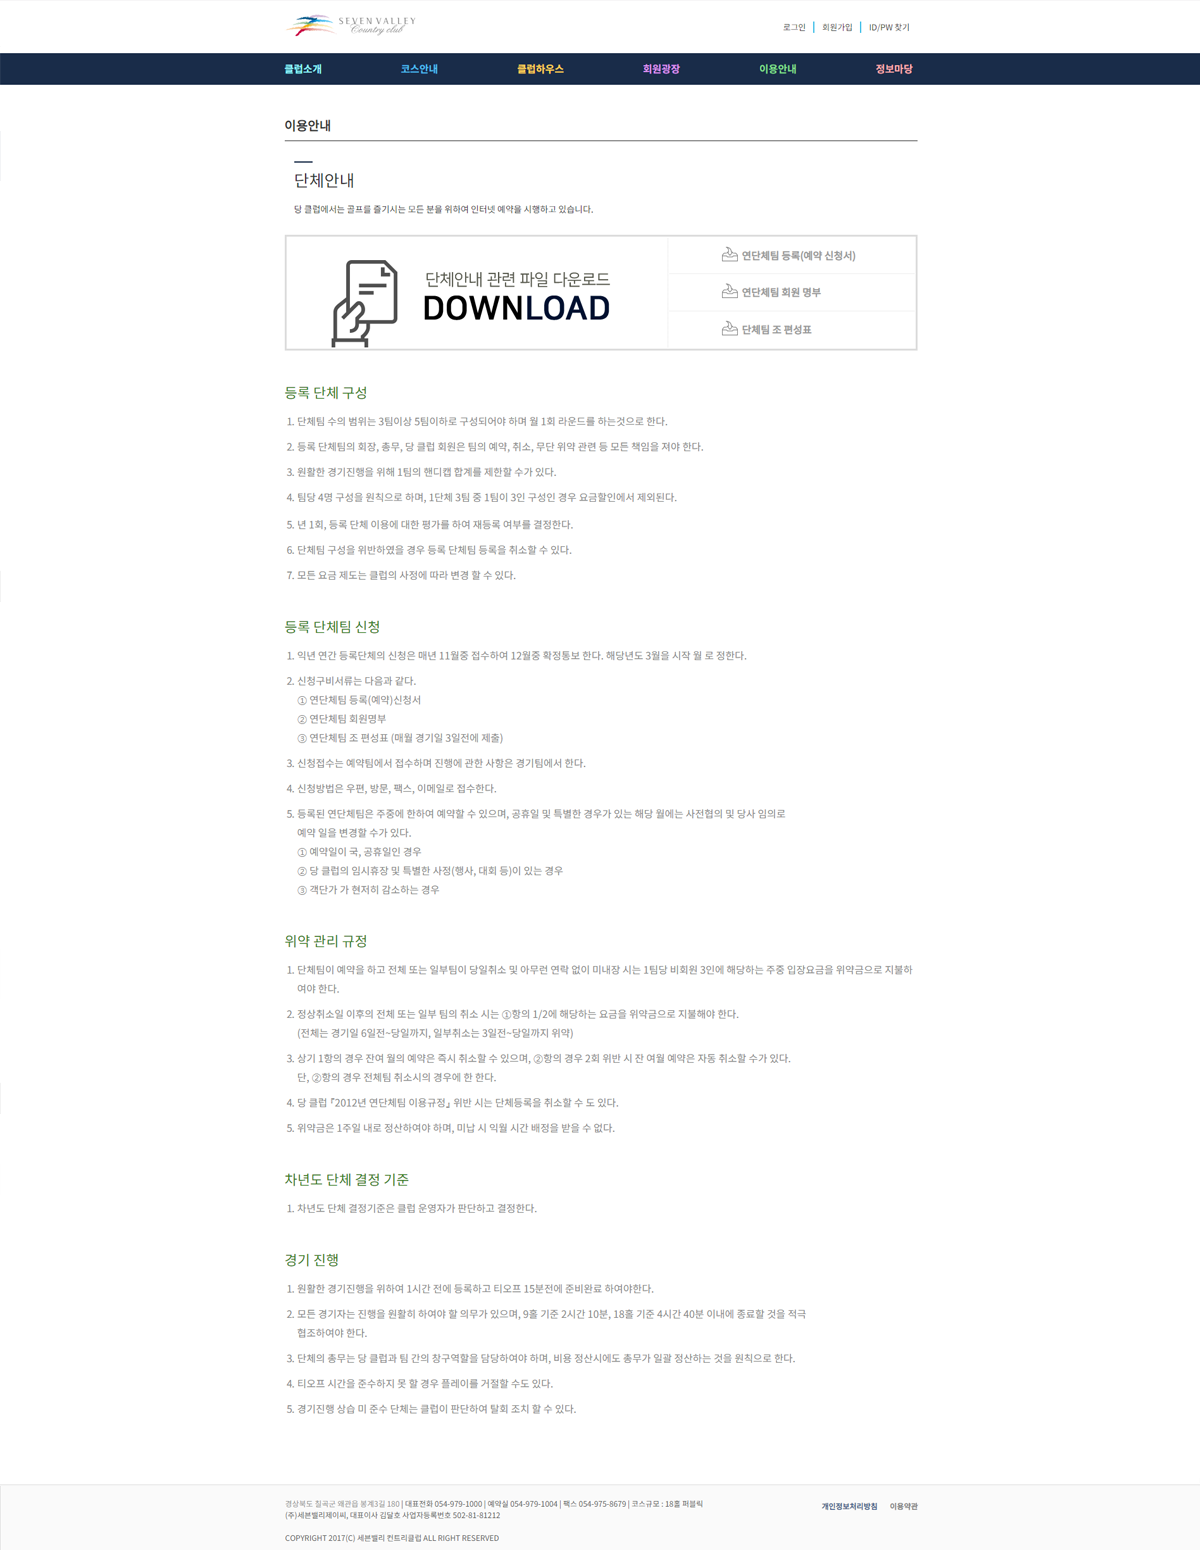 SEVEN VALLEY
Country club
로그인 | 회원가입 | ID/PW 찾기
클럽소개 코스안내 클럽하우스 회원광장 이용안내 정보마당
이용안내
단체안내
당 클럽에서는 골프를 즐기시는 모든 분을 위하여 인터넷 예약을 시행하고 있습니다.
단체안내 관련 파일 다운로드
DOWNLOAD
연단체팀 등록(예약 신청서)
연단체팀 회원 명부
단체팀 조 편성표
등록 단체 구성
1. 단체팀 수의 범위는 3팀이상 5팀이하로 구성되어야 하며 월 1회 라운드를 하는것으로 한다.
2. 등록 단체팀의 회장, 총무, 당 클럽 회원은 팀의 예약, 취소, 무단 위약 관련 등 모든 책임을 져야 한다.
3. 원활한 경기진행을 위해 1팀의 핸디캡 합계를 제한할 수가 있다.
4. 팀당 4명 구성을 원칙으로 하며, 1단체 3팀 중 1팀이 3인 구성인 경우 요금할인에서 제외된다.
5. 년 1회, 등록 단체 이용에 대한 평가를 하여 재등록 여부를 결정한다.
6. 단체팀 구성을 위반하였을 경우 등록 단체팀 등록을 취소할 수 있다.
7. 모든 요금 제도는 클럽의 사정에 따라 변경 할 수 있다.
등록 단체팀 신청
1. 익년 연간 등록단체의 신청은 매년 11월중 접수하여 12월중 확정통보 한다. 해당년도 3월을 시작 월 로 정한다.
2. 신청구비서류는 다음과 같다.
① 연단체팀 등록(예약)신청서
② 연단체팀 회원명부
③ 연단체팀 조 편성표 (매월 경기일 3일전에 제출)
3. 신청접수는 예약팀에서 접수하며 진행에 관한 사항은 경기팀에서 한다.
4. 신청방법은 우편, 방문, 팩스, 이메일로 접수한다.
5. 등록된 연단체팀은 주중에 한하여 예약할 수 있으며, 공휴일 및 특별한 경우가 있는 해당 월에는 사전협의 및 당사 임의로
예약 일을 변경할 수가 있다.
① 예약일이 국, 공휴일인 경우
② 당 클럽의 임시휴장 및 특별한 사정(행사, 대회 등)이 있는 경우
③ 객단가 가 현저히 감소하는 경우
위약 관리 규정
1. 단체팀이 예약을 하고 전체 또는 일부팀이 당일취소 및 아무런 연락 없이 미내장 시는 1팀당 비회원 3인에 해당하는 주중 입장요금을 위약금으로 지불하
여야 한다.
2. 정상취소일 이후의 전체 또는 일부 팀의 취소 시는 ①항의 1/2에 해당하는 요금을 위약금으로 지불해야 한다.
(전체는 경기일 6일전~당일까지, 일부취소는 3일전~당일까지 위약)
3. 상기 1항의 경우 잔여 월의 예약은 즉시 취소할 수 있으며, ②항의 경우 2회 위반 시 잔 여월 예약은 자동 취소할 수가 있다.
단, ②항의 경우 전체팀 취소시의 경우에 한 한다.
4. 당 클럽 「2012년 연단체팀 이용규정」 위반 시는 단체등록을 취소할 수 도 있다.
5. 위약금은 1주일 내로 정산하여야 하며, 미납 시 익월 시간 배정을 받을 수 없다.
차년도 단체 결정 기준
1. 차년도 단체 결정기준은 클럽 운영자가 판단하고 결정한다.
경기 진행
1. 원활한 경기진행을 위하여 1시간 전에 등록하고 티오프 15분전에 준비완료 하여야한다.
2. 모든 경기자는 진행을 원활히 하여야 할 의무가 있으며, 9홀 기준 2시간 10분, 18홀 기준 4시간 40분 이내에 종료할 것을 적극
협조하여야 한다.
3. 단체의 총무는 당 클럽과 팀 간의 창구역할을 담당하여야 하며, 비용 정산시에도 총무가 일괄 정산하는 것을 원칙으로 한다.
4. 티오프 시간을 준수하지 못 할 경우 플레이를 거절할 수도 있다.
5. 경기진행 상습 미 준수 단체는 클럽이 판단하여 탈회 조치 할 수 있다.
경상북도 칠곡군 왜관읍 봉계3길 180 | 대표전화 054-979-1000 | 예약실 054-979-1004 | 팩스 054-975-8679 | 코스규모 : 18홀 퍼블릭
(주)세븐밸리제이씨, 대표이사 김달호 사업자등록번호 502-81-81212
개인정보처리방침 이용약관
COPYRIGHT 2017(C) 세븐밸리 컨트리클럽 ALL RIGHT RESERVED